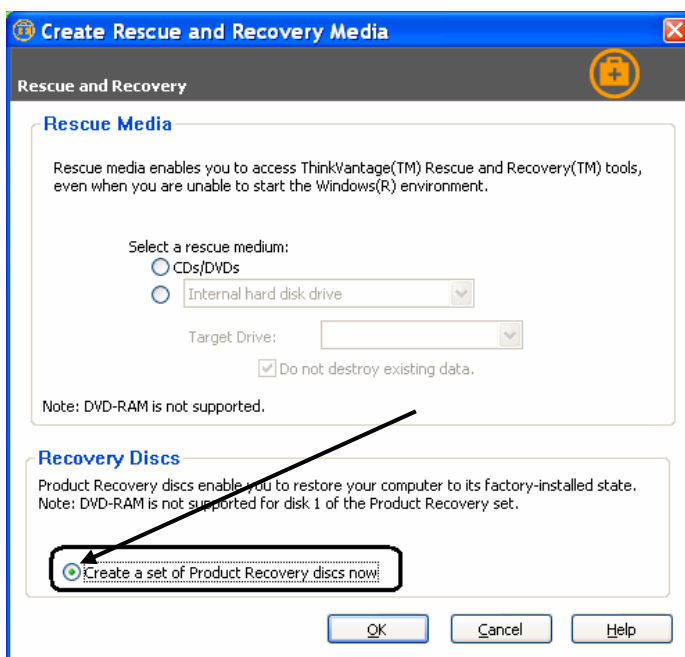 Create Rescue and Recovery Media
Rescue and Recovery
Rescue Media
Rescue media enables you to access ThinkVantage(TM) Rescue and Recovery(TM) tools,
even when you are unable to start the Windows(R) environment.
Select a rescue medium:
CDs/DVDs
Internal hard disk drive
Target Drive:
Do not destroy existing data.
Note: DVD-RAM is not supported.
Recovery Discs
Product Recovery discs enable you to restore your computer to its factory-installed state.
Note: DVD-RAM is not supported for disk 1 of the Product Recovery set.
Create a set of Product Recovery discs now
OK Cancel Help